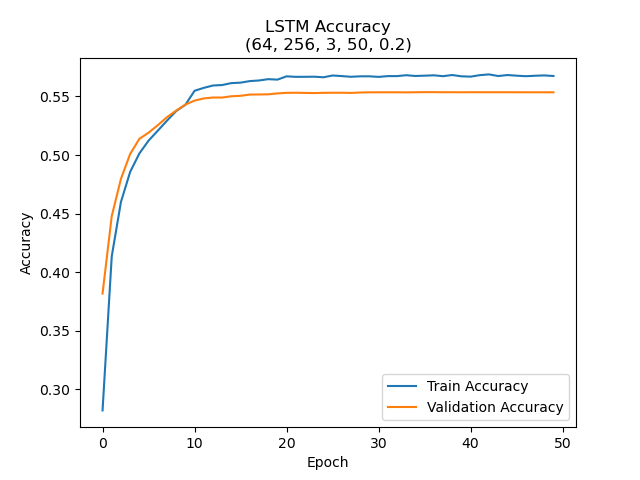 LSTM Accuracy
(64, 256, 3, 50, 0.2)
0.55
0.50
0.45
0.40
0.35
0.30
Accuracy
Train Accuracy
Validation Accuracy
0 10 20 30 40 50
Epoch